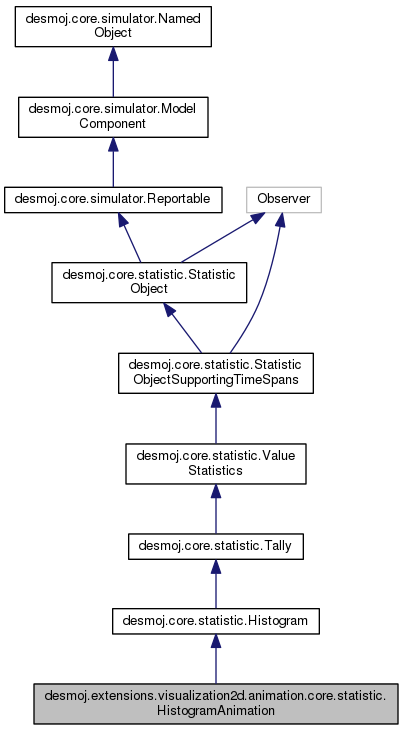 desmoj.core.simulator.Named
Object
desmoj.core.simulator.Model
Component
desmoj.core.simulator.Reportable
Observer
desmoj.core.statistic.Statistic
Object
desmoj.core.statistic.Statistic
ObjectSupportingTimeSpans
desmoj.core.statistic.Value
Statistics
desmoj.core.statistic.Tally
desmoj.core.statistic.Histogram
desmoj.extensions.visualization2d.animation.core.statistic.
HistogramAnimation